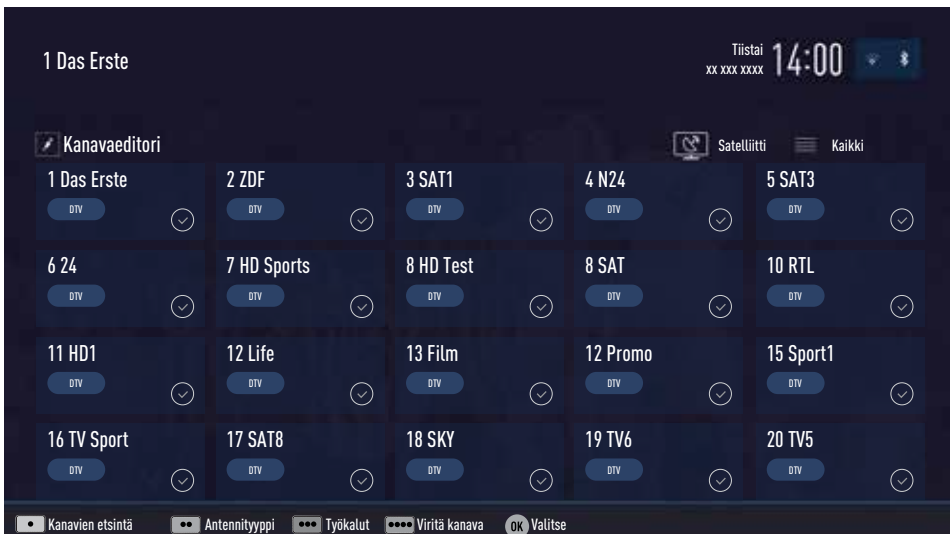 1 Das Erste
Tiistai
xx xxx xxxx
14:00
Kanavaeditori
Satelliitti
Kaikki
1 Das Erste
DTV
2 ZDF
DTV
3 SAT1
DTV
4 N24
DTV
5 SAT3
DTV
6 24
DTV
7 HD Sports
DTV
8 HD Test
DTV
8 SAT
DTV
10 RTL
DTV
11 HD1
DTV
12 Life
DTV
13 Film
DTV
12 Promo
DTV
15 Sport1
DTV
16 TV Sport
DTV
17 SAT8
DTV
18 SKY
DTV
19 TV6
DTV
20 TV5
DTV
Kanavien etsintä
Antennityyppi
Työkalut
Viritä kanava
OK Valitse